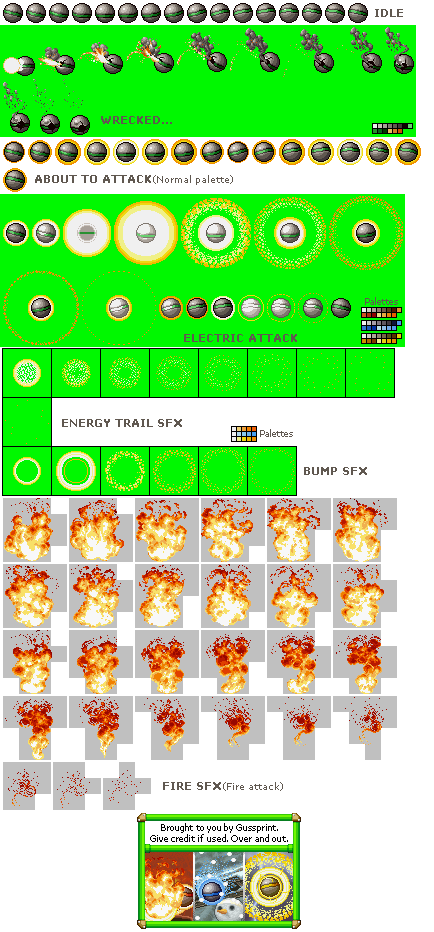 IDLE
WRECKED...
ABOUT TO ATTACK(Normal palette)
Palettes
ELECTRIC ATTACK
ENERGY TRAIL SFX
Palettes
BUMP SFX
FIRE SFX(Fire attack)
Brought to you by Gussprint.
Give credit if used. Over and out.